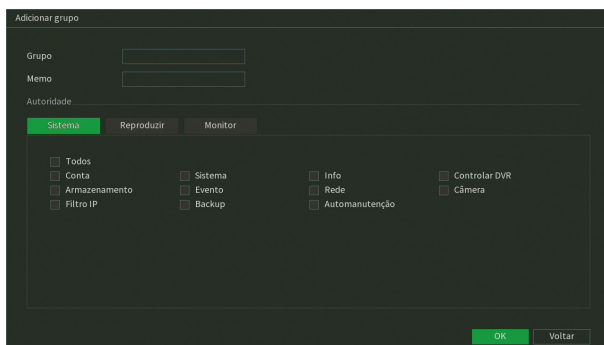 Adicionar grupo
Grupo
Memo
Autoridade
Sistema Reproduzir Monitor
Todos
Conta Sistema Info Controlar DVR
Armazenamento Evento Rede Câmera
Filtro IP Backup Automanutenção
OK Voltar